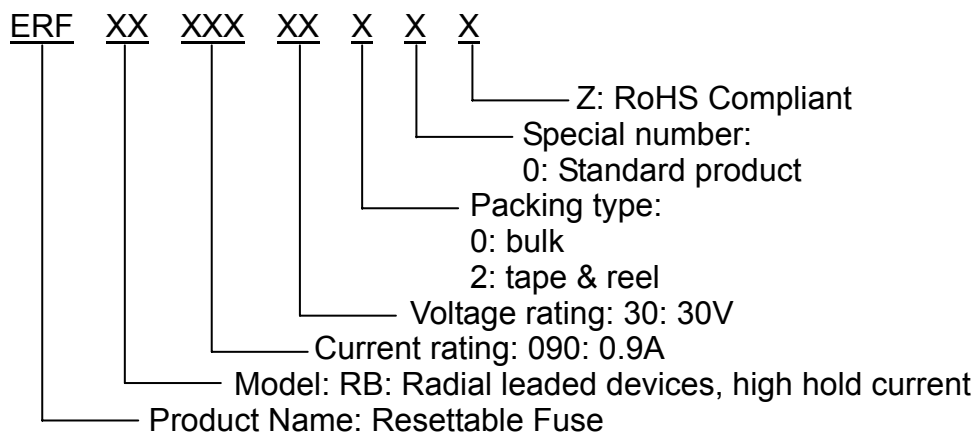 ERF XX XXX XX X X X
Z: RoHS Compliant
Special number:
0: Standard product
Packing type:
0: bulk
2: tape & reel
Voltage rating: 30: 30V
Current rating: 090: 0.9A
Model: RB: Radial leaded devices, high hold current
Product Name: Resettable Fuse